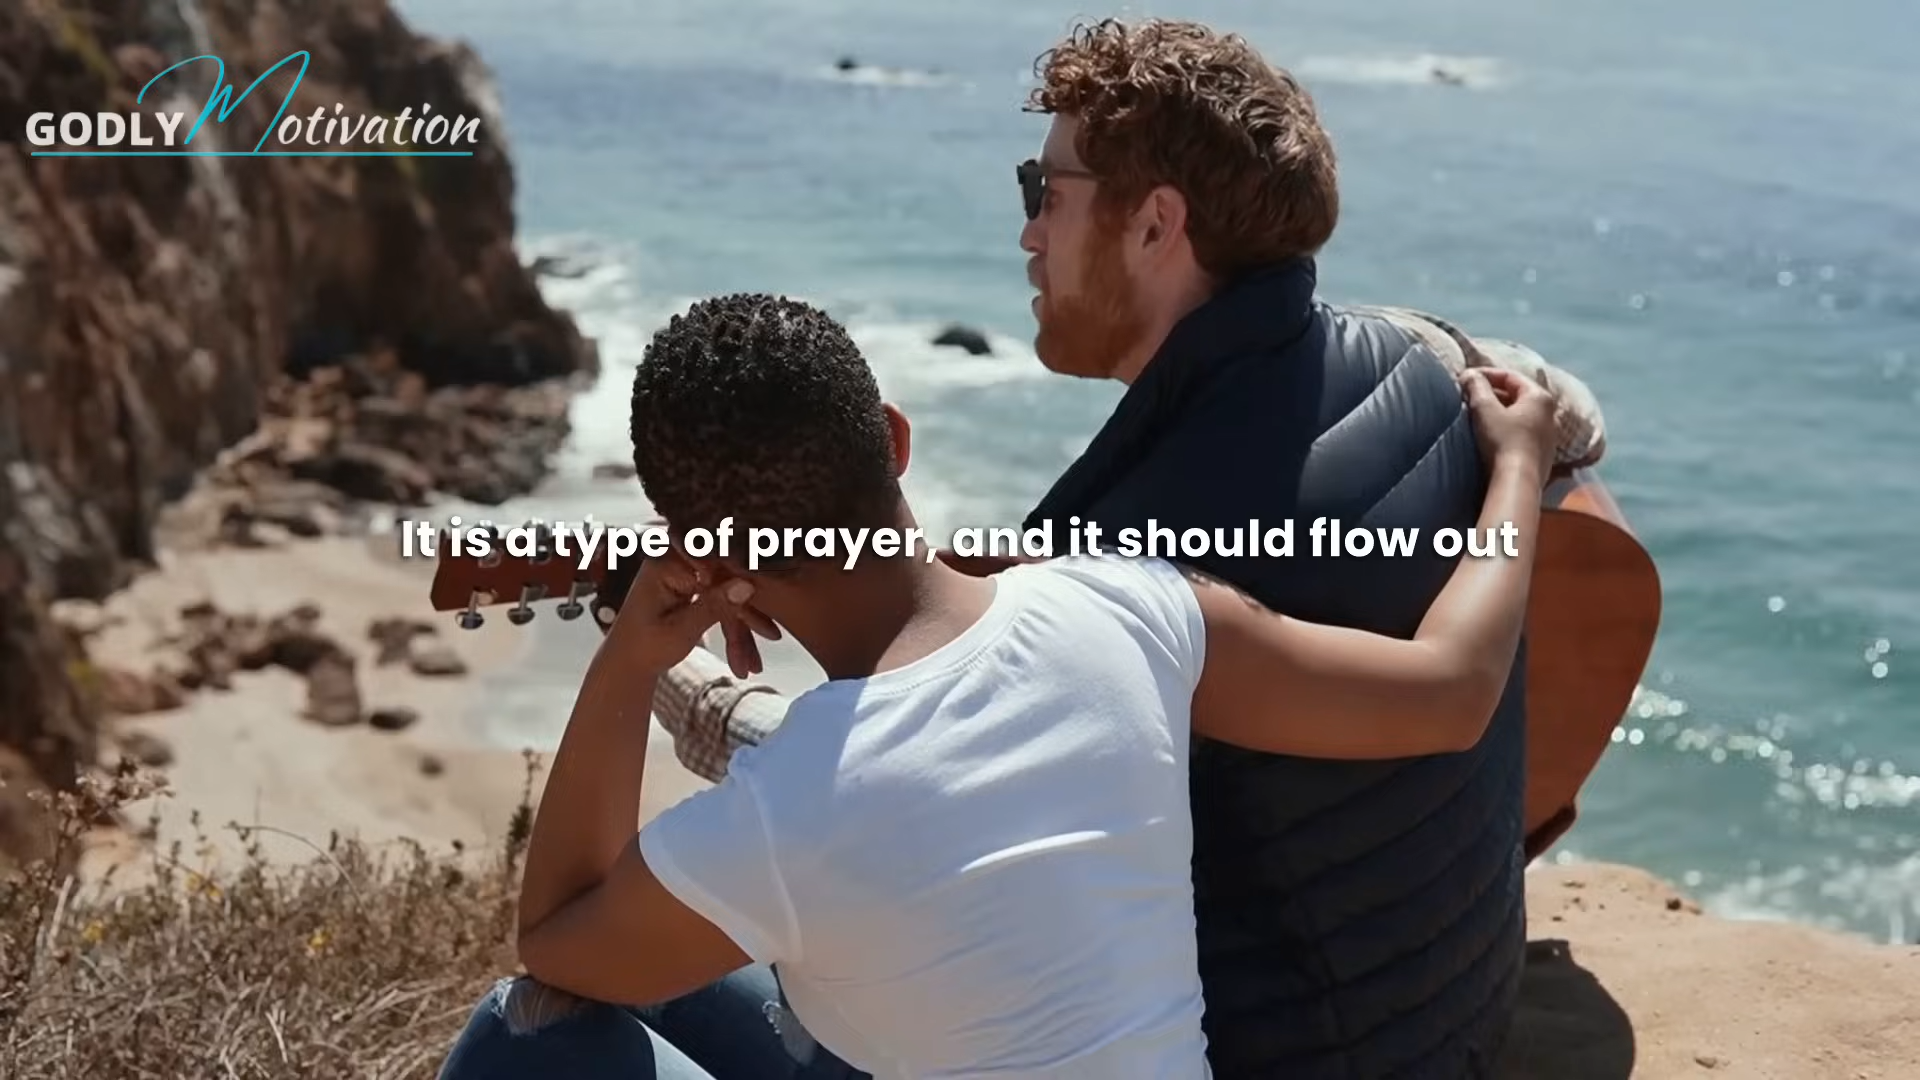 GODLY Motivation
It is a type of prayer, and it should flow out